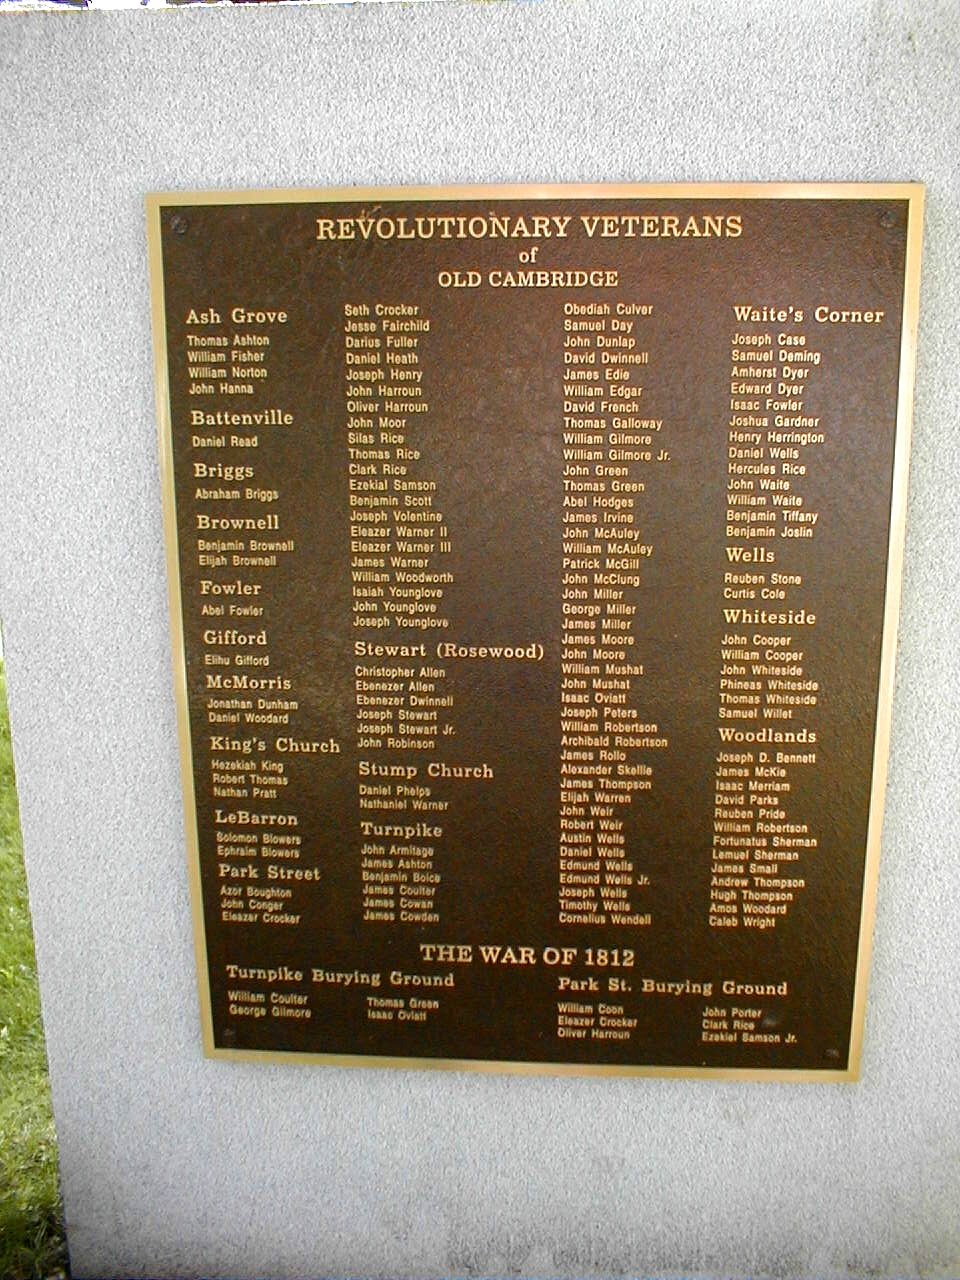 REVOLUTIONARY VETERANS
of
OLD CAMBRIDGE
Ash Grove
Thomas Ashton
William Fisher
William Norton
John Hanna
Battenville
Daniel Read
Briggs
Abraham Briggs
Brownell
Benjamin Brownell
Elijah Brownell
Fowler
Abel Fowler
Gifford
Elihu Gifford
McMorris
Jonathan Dunham
Daniel Woodard
King's Church
Hezekiah King
Robert Thomas
Nathan Pratt
LeBarron
Solomon Blowers
Ephraim Blowers
Park Street
Azor Boughton
John Conger
Eleazer Crocker
Seth Crocker
Jesse Fairchild
Darius Fuller
Daniel Heath
Joseph Henry
John Harroun
Oliver Harroun
John Moor
Silas Rice
Thomas Rice
Clark Rice
Ezekial Samson
Benjamin Scott
Joseph Volentine
Eleazer Warner II
Eleazer Warner III
James Warner
William Woodworth
Isaiah Younglove
John Younglove
Joseph Younglove
Stewart (Rosewood)
Christopher Allen
Ebenezer Allen
Ebenezer Dwinnell
Joseph Stewart
Joseph Stewart Jr.
John Robinson
Stump Church
Daniel Phelps
Nathaniel Warner
Turnpike
John Armitage
James Ashton
Benjamin Boice
James Coulter
James Cowan
James Cowden
Obediah Culver
Samuel Day
John Dunlap
David Dwinnell
James Edie
William Edgar
David French
Thomas Galloway
William Gilmore
William Gilmore Jr.
John Green
Thomas Green
Abel Hodges
James Irvine
John McAuley
William McAuley
Patrick McGill
John McClung
John Miller
George Miller
James Miller
James Moore
John Moore
William Mushat
John Mushat
Isaac Oviatt
Joseph Peters
William Robertson
Archibald Robertson
James Rollo
Alexander Skellie
James Thompson
Elijah Warren
John Weir
Robert Weir
Austin Wells
Daniel Wells
Edmund Wells
Edmund Wells Jr.
Joseph Wells
Timothy Wells
Cornelius Wendell
Waite's Corner
Joseph Case
Samuel Deming
Amherst Dyer
Edward Dyer
Isaac Fowler
Joshua Gardner
Henry Herrington
Daniel Wells
Hercules Rice
John Waite
William Waite
Benjamin Tiffany
Benjamin Joslin
Wells
Reuben Stone
Curtis Cole
Whiteside
John Cooper
William Cooper
John Whiteside
Phineas Whiteside
Thomas Whiteside
Samuel Willet
Woodlands
Joseph D. Bennett
James McKie
Isaac Merriam
David Parks
Reuben Pride
William Robertson
Fortunatus Sherman
Lemuel Sherman
James Small
Andrew Thompson
Hugh Thompson
Amos Woodard
Caleb Wright
THE WAR OF 1812
Turnpike Burying Ground
William Coulter
George Gilmore
Thomas Green
Isaac Oviatt
Park St. Burying Ground
William Coon
Eleazer Crocker
Oliver Harroun
John Porter
Clark Rice
Ezekiel Samson Jr.